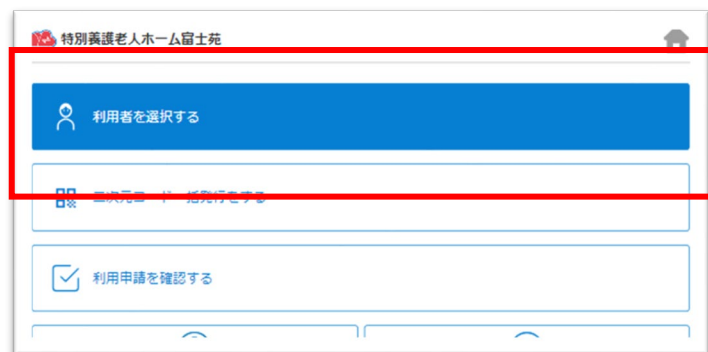 特別養護老人ホーム富士苑
利用者を選択する
二次元コード一括発行をする
利用申請を確認する